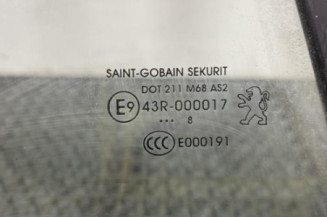 SAINT-GOBAIN SEKURIT
DOT 211 M68 AS2
E9 43R-000017
... 8
CCC E000191